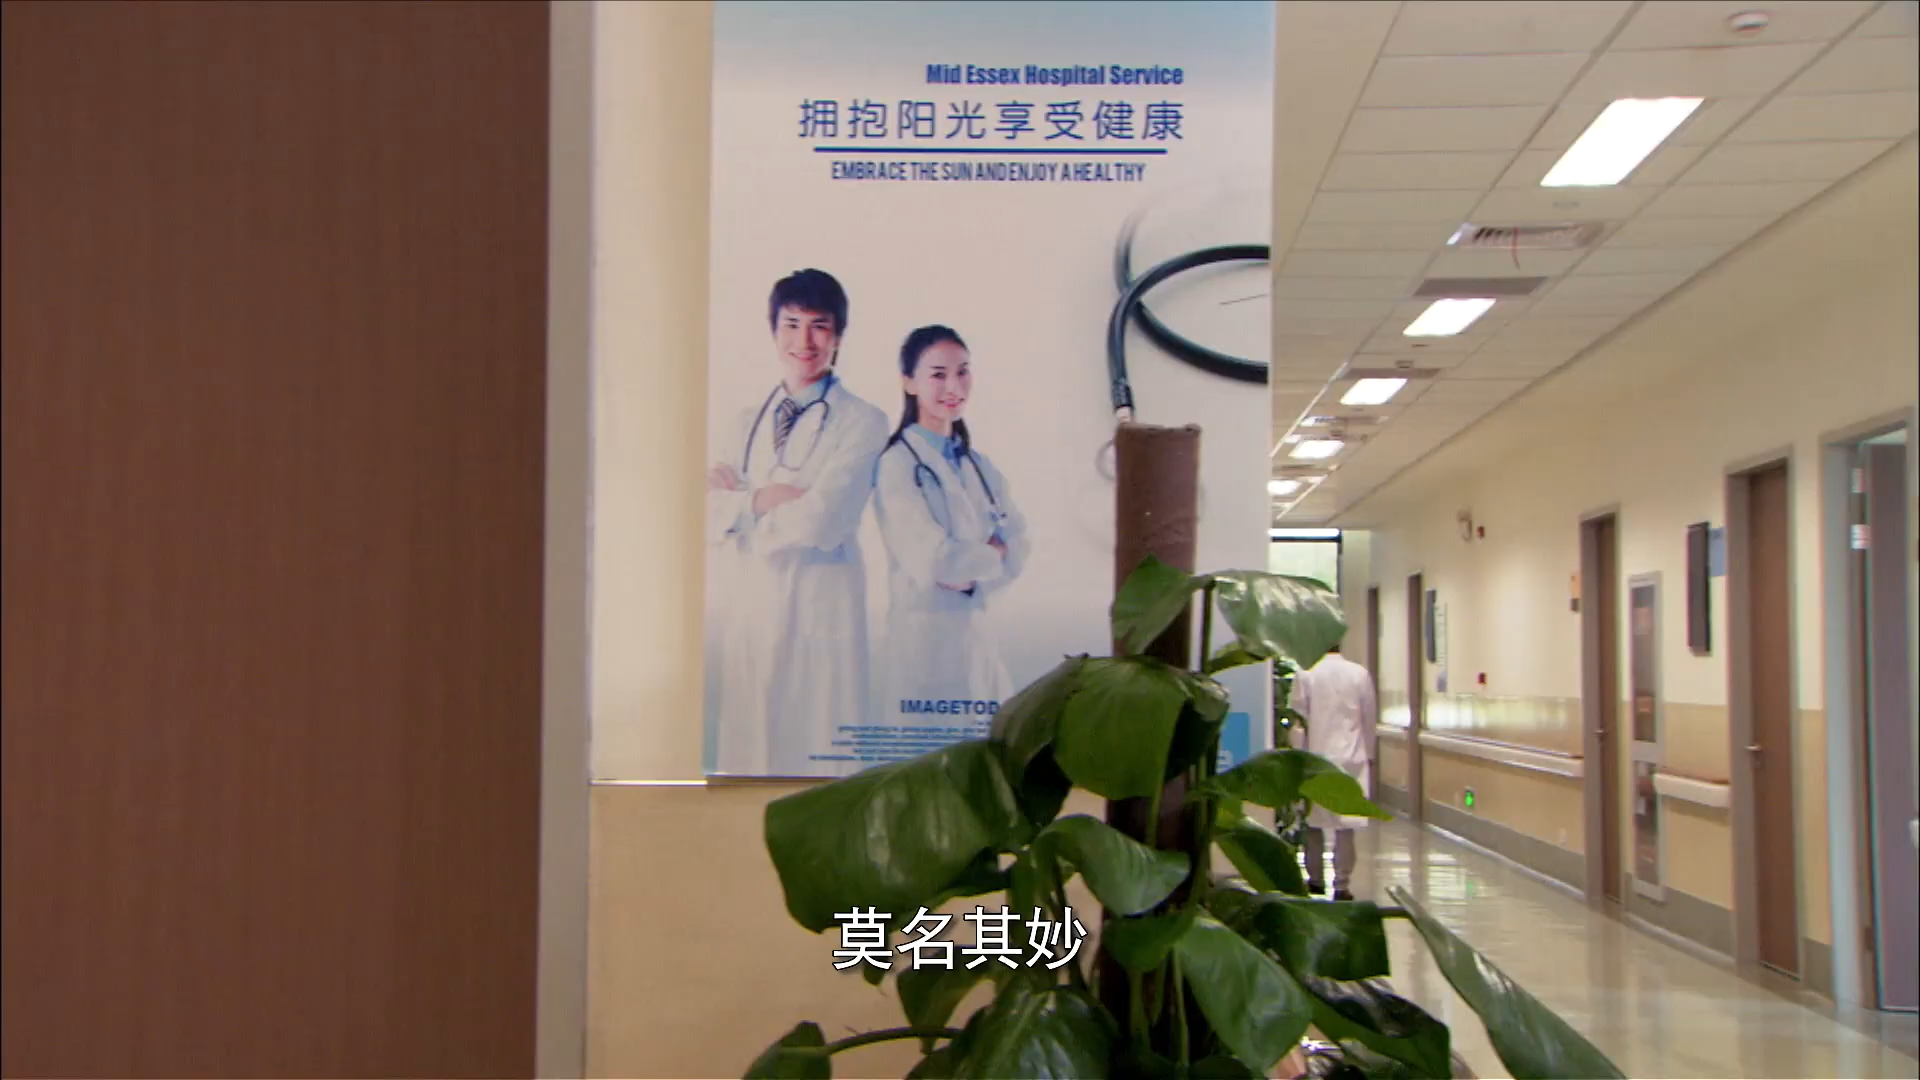 Mid Essex Hospital Service
拥抱阳光享受健康
EMBRACE THE SUN AND ENJOY A HEALTHY
IMAGETOD
莫名其妙